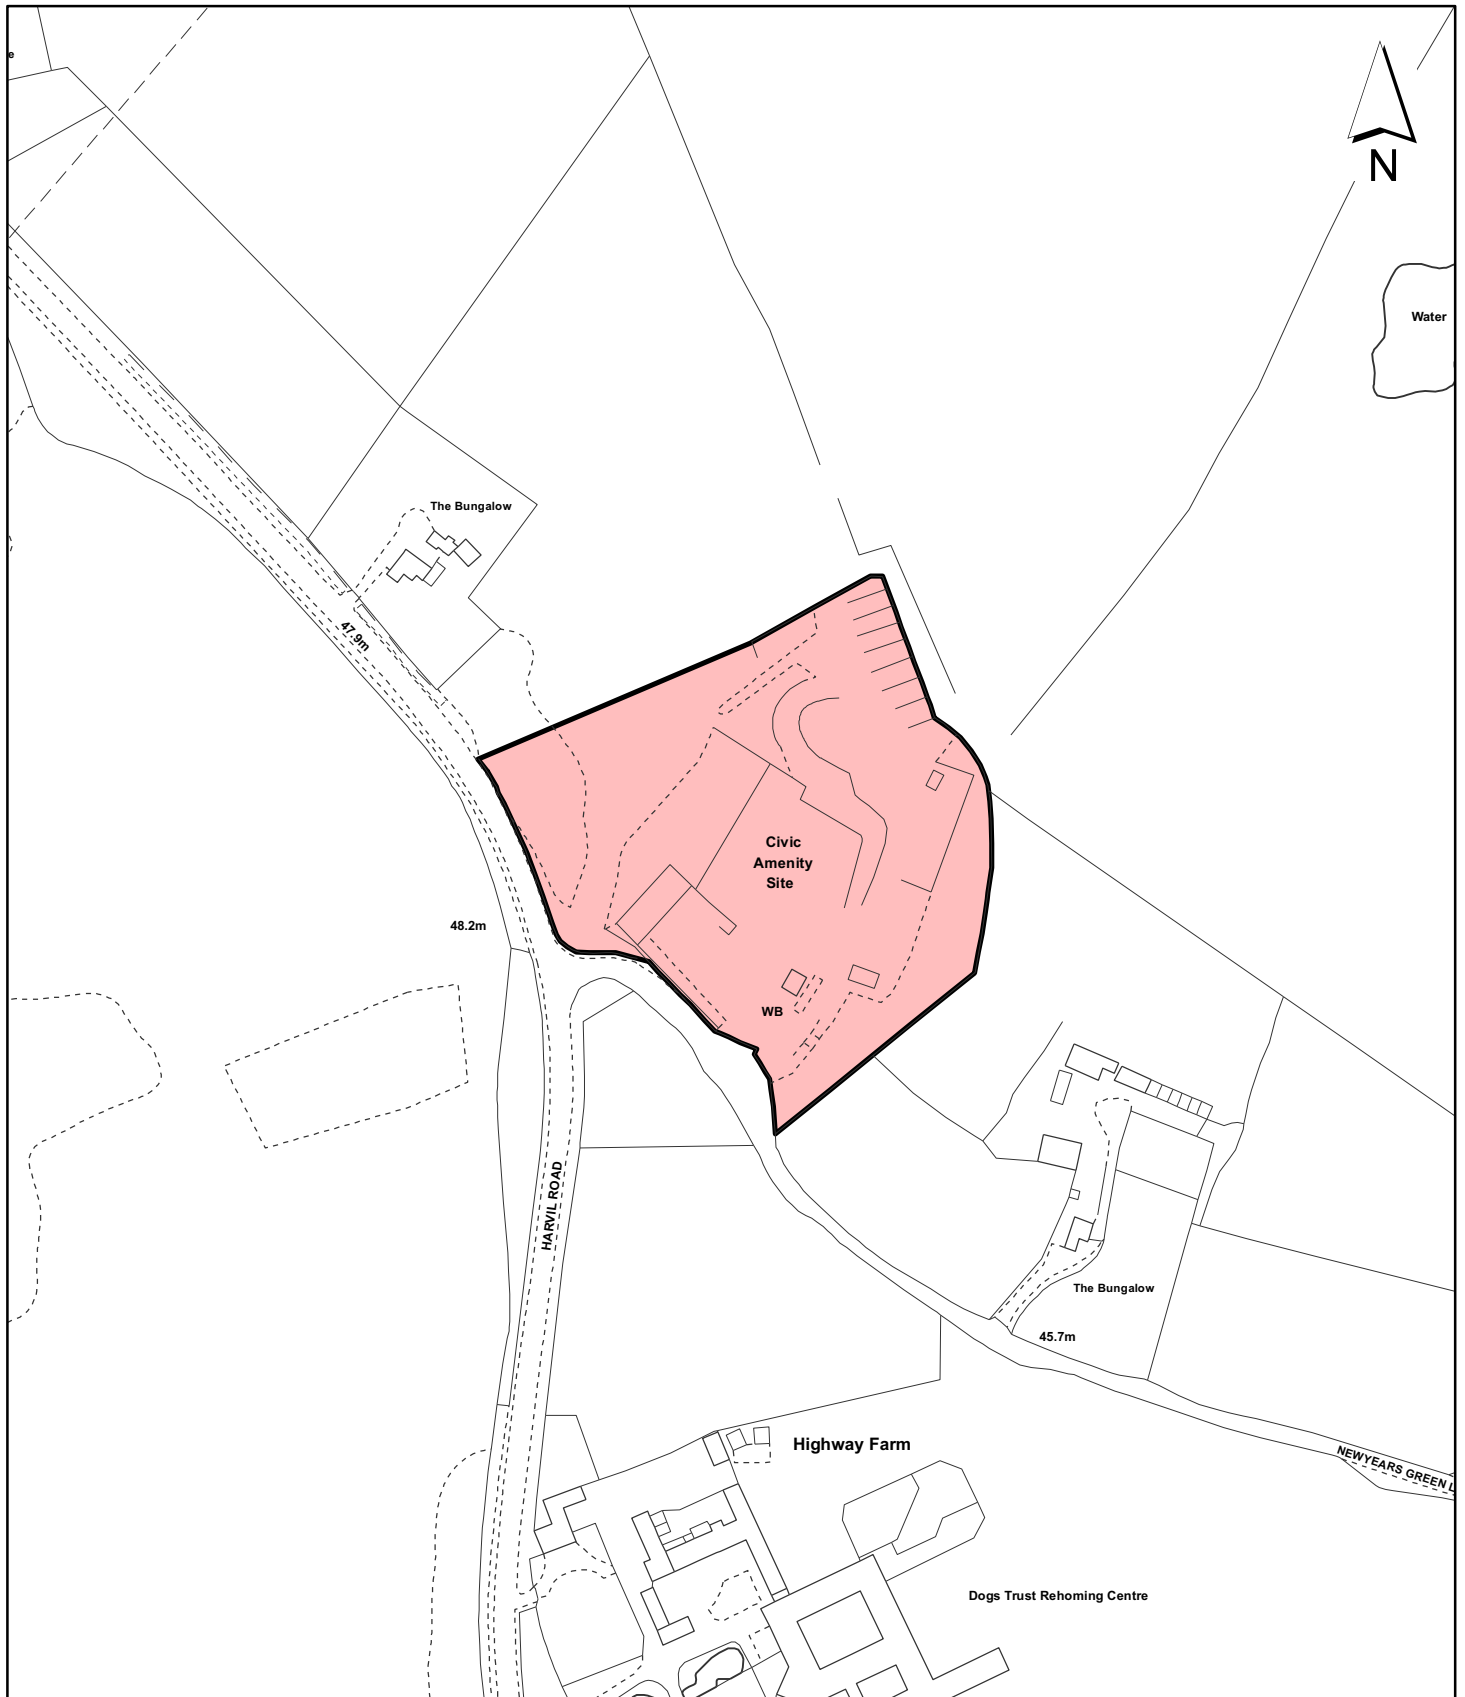 e
N
Water
The Bungalow
47.9m
Civic
Amenity
Site
48.2m
WB
HARVIL ROAD
The Bungalow
45.7m
Highway Farm
NEWYEARS GREEN L
Dogs Trust Rehoming Centre